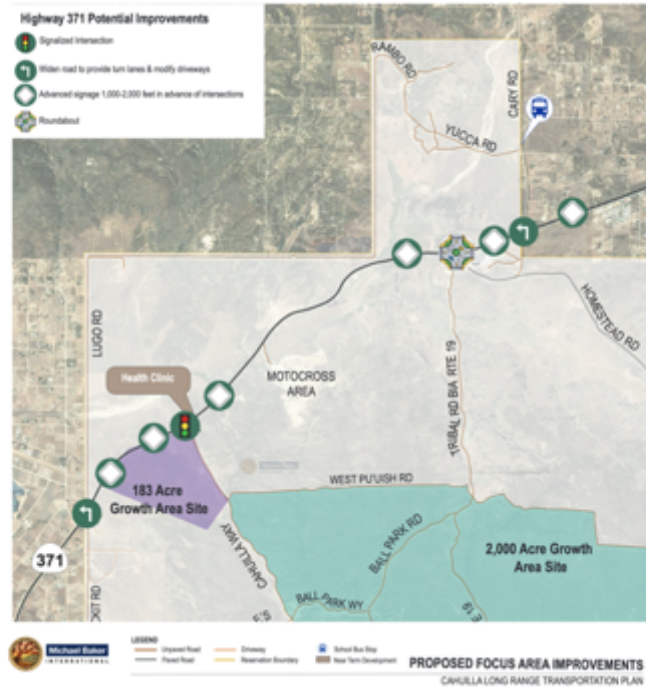 Highway 371 Potential Improvements
Signalized Intersection
Widen road to provide turn lanes & modify driveways
Advanced signage 1,000-2,000 feet in advance of intersections
Roundabout
RAMBO RD
CARY RD
YUCCA RD
LUGO RD
HOMESTEAD RD
Health Clinic
MOTOCROSS
AREA
TRIBAL RD BIA RTE 19
183 Acre
Growth Area Site
WEST PU'UISH RD
371
CAHUILLA WAY
BALL PARK RD
2,000 Acre Growth
Area Site
BALL PARK WY
E 19
KIT RD
Michael Baker
INTERNATIONAL
LEGEND
Unpaved Road
Driveway
School Bus Stop
Paved Road
Reservation Boundary
Near Term Development
PROPOSED FOCUS AREA IMPROVEMENTS
CAHUILLA LONG RANGE TRANSPORTATION PLAN